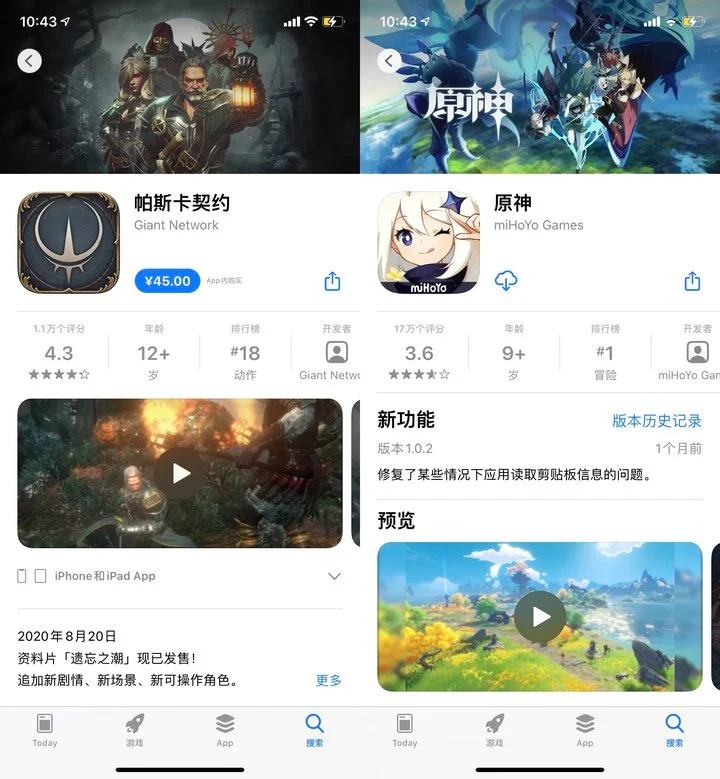 10:43
帕斯卡契约
Giant Network
¥45.00
App内购买
1.1万个评分
4.3
年龄
12+
岁
排行榜
#18
动作
开发者
Giant Netwo
iPhone和iPad App
2020年8月20日
资料片「遗忘之潮」现已发售!
追加新剧情、新场景、新可操作角色。
更多
Today
游戏
App
搜索
10:43
原神
原神
miHoYo Games
miHoYo
17万个评分
3.6
年龄
9+
岁
排行榜
#1
冒险
开发者
miHoYo Gam
新功能
版本历史记录
版本1.0.2
1个月前
修复了某些情况下应用读取剪贴板信息的问题。
预览
Today
游戏
App
搜索